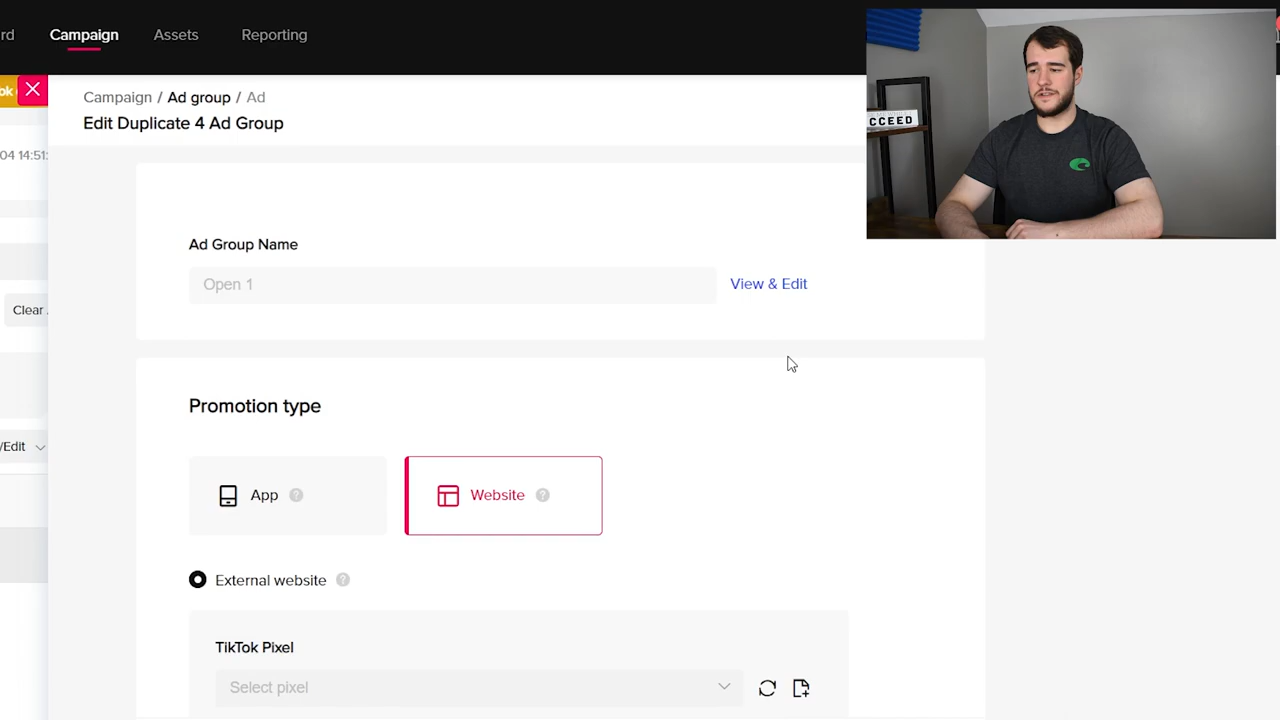 rd
Campaign
Assets
Reporting
CCEED
ok
Campaign / Ad group / Ad
Edit Duplicate 4 Ad Group
04 14:51:
Ad Group Name
Open 1
View & Edit
Clear
Promotion type
/Edit
App
?
Website
?
External website
?
TikTok Pixel
Select pixel